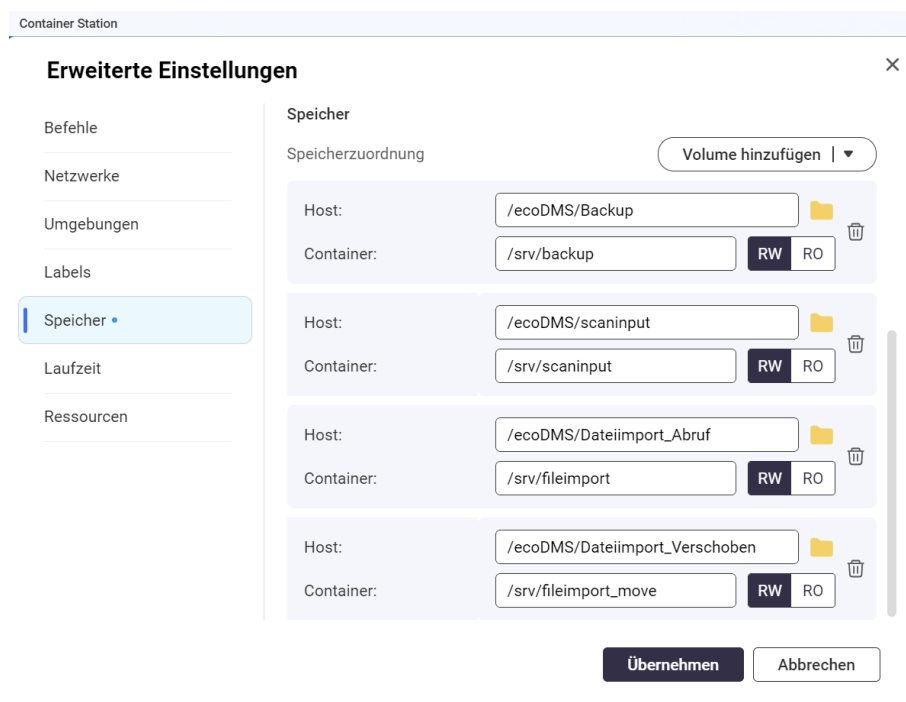 Container Station
Erweiterte Einstellungen
Befehle
Netzwerke
Umgebungen
Labels
Speicher
Laufzeit
Ressourcen
Speicher
Speicherzuordnung
Volume hinzufügen
Host:
/ecoDMS/Backup
Container:
/srv/backup
RW RO
Host:
/ecoDMS/scaninput
Container:
/srv/scaninput
RW RO
Host:
/ecoDMS/Dateiimport_Abruf
Container:
/srv/fileimport
RW RO
Host:
/ecoDMS/Dateiimport_Verschoben
Container:
/srv/fileimport_move
RW RO
Übernehmen
Abbrechen